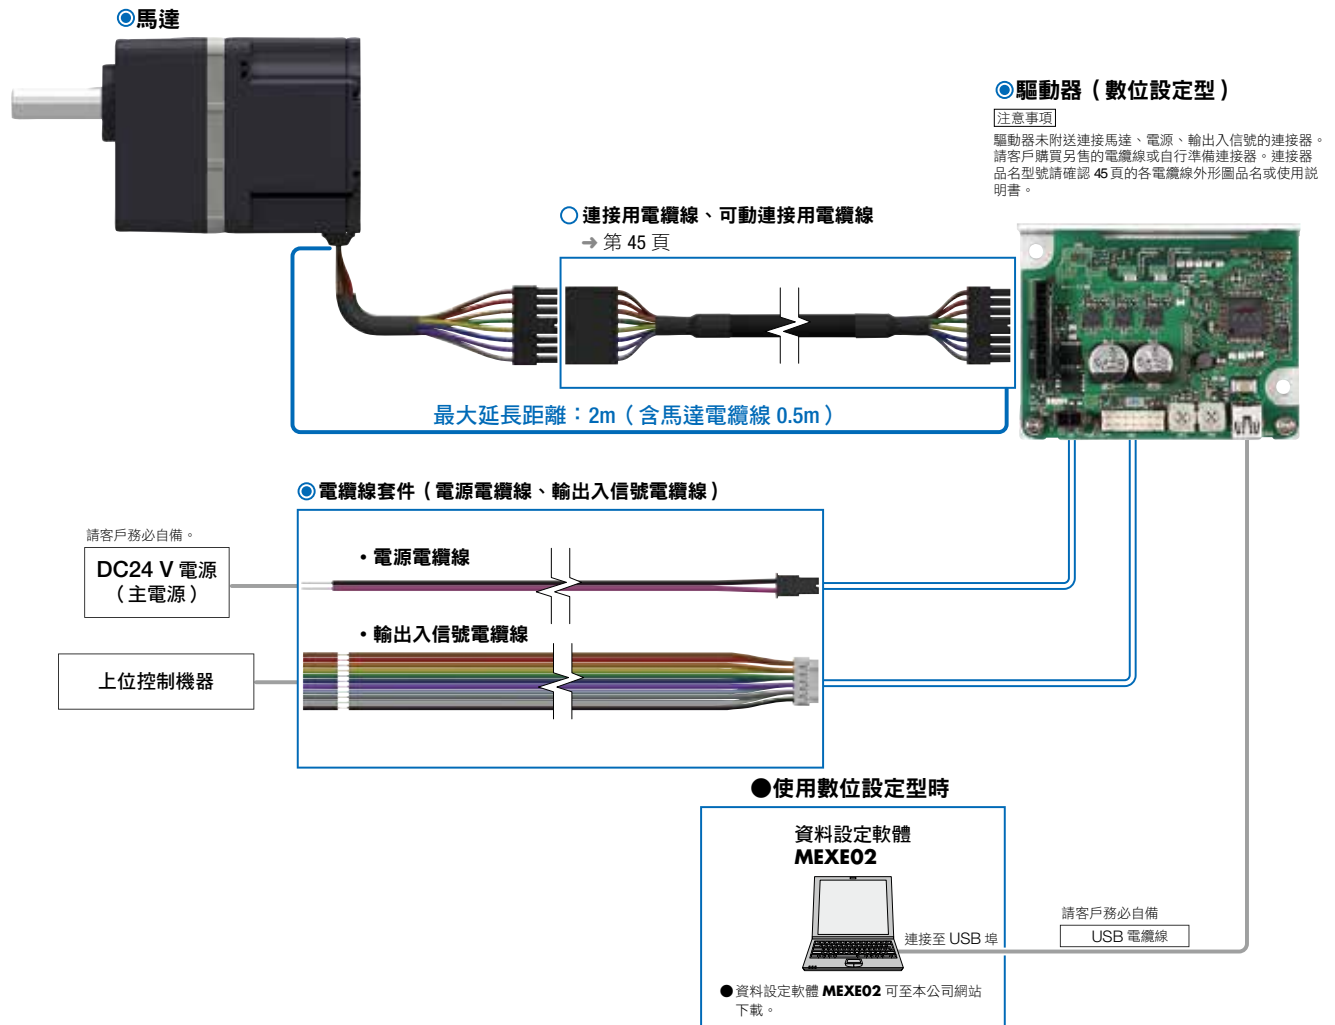 ◉馬達
◉驅動器（數位設定型）
注意事項
驅動器未附送連接馬達、電源、輸出入信號的連接器。
請客戶購買另售的電纜線或自行準備連接器。連接器
品名型號請確認 45 頁的各電纜線外形圖品名或使用說
明書。
○連接用電纜線、可動連接用電纜線
➜ 第 45 頁
最大延長距離：2m（含馬達電纜線 0.5m）
◉電纜線套件（電源電纜線、輸出入信號電纜線）
請客戶務必自備。
DC24 V 電源
（主電源）
・電源電纜線
・輸出入信號電纜線
上位控制機器
●使用數位設定型時
資料設定軟體
MEXE02
連接至 USB 埠
請客戶務必自備
USB 電纜線
●資料設定軟體 MEXE02 可至本公司網站
下載。